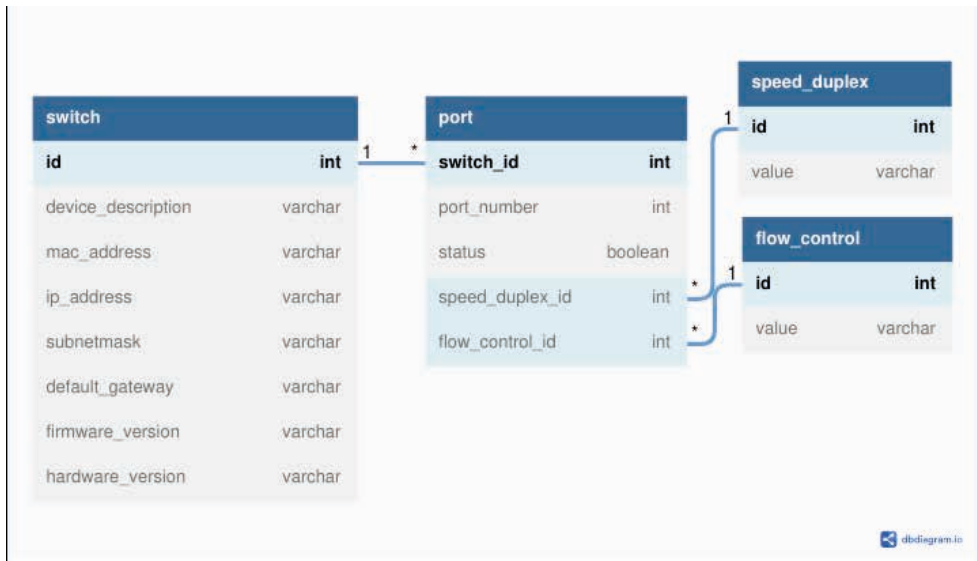 switch
id int 1
device_description varchar
mac_address varchar
ip_address varchar
subnetmask varchar
default_gateway varchar
firmware_version varchar
hardware_version varchar
port
* switch_id int
port_number int
status boolean
speed_duplex_id int *
flow_control_id int *
speed_duplex
1 id int
value varchar
flow_control
1 id int
value varchar
dbdiagram.io